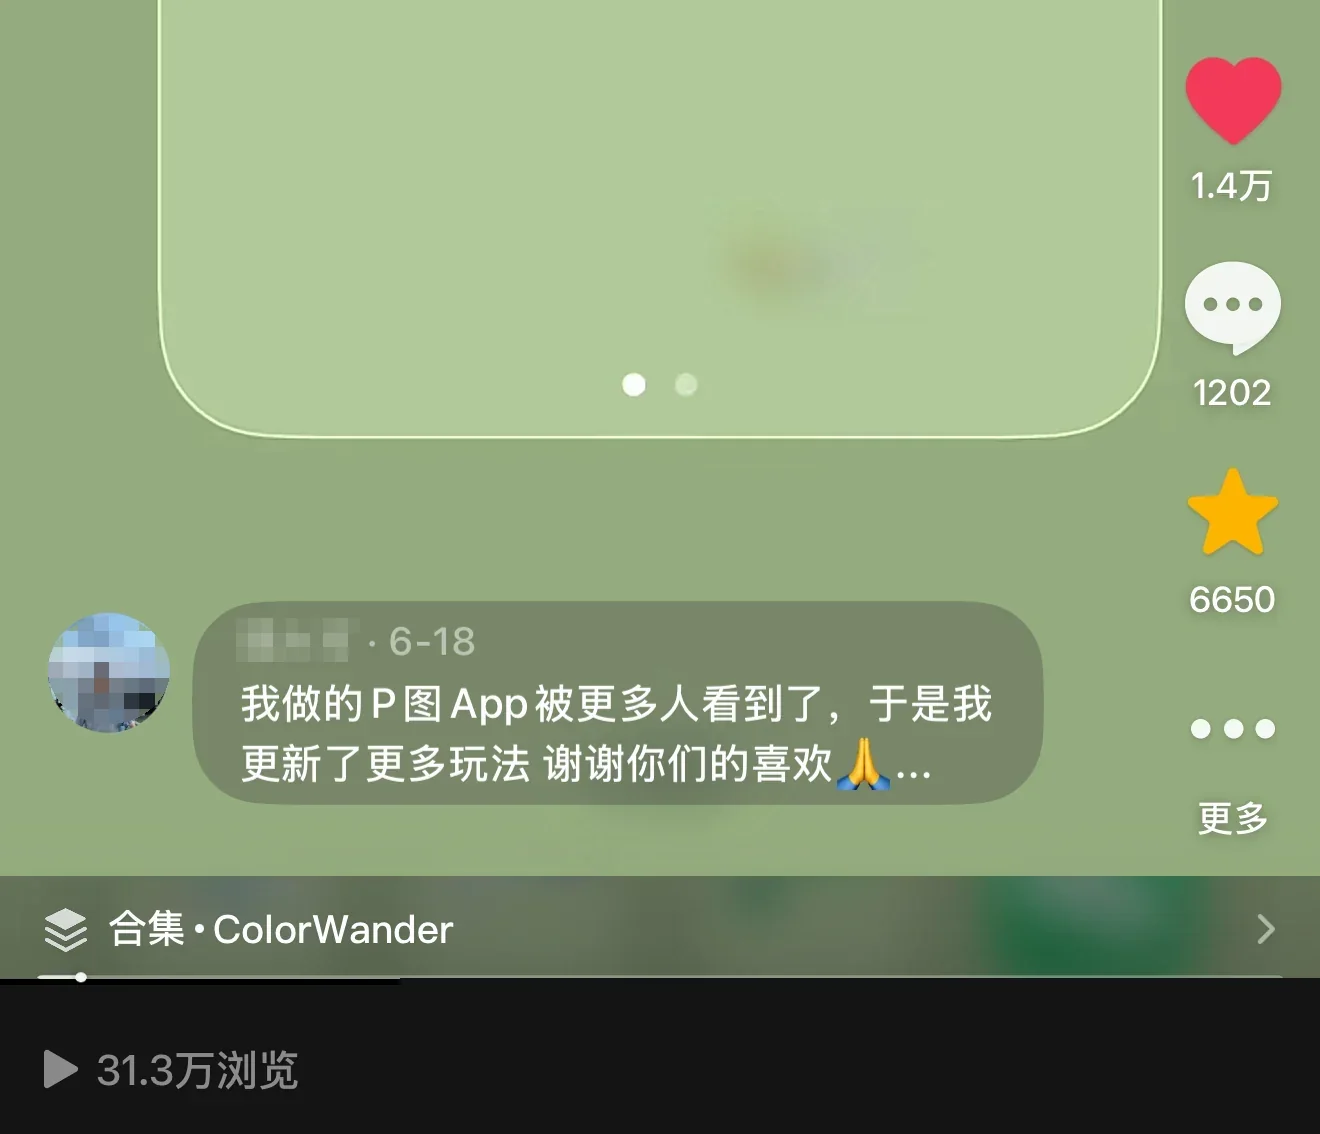 1.4万
1202
6650
· 6-18
我做的P图App被更多人看到了，于是我
更新了更多玩法 谢谢你们的喜欢🙏...
更多
合集 • ColorWander
31.3万浏览